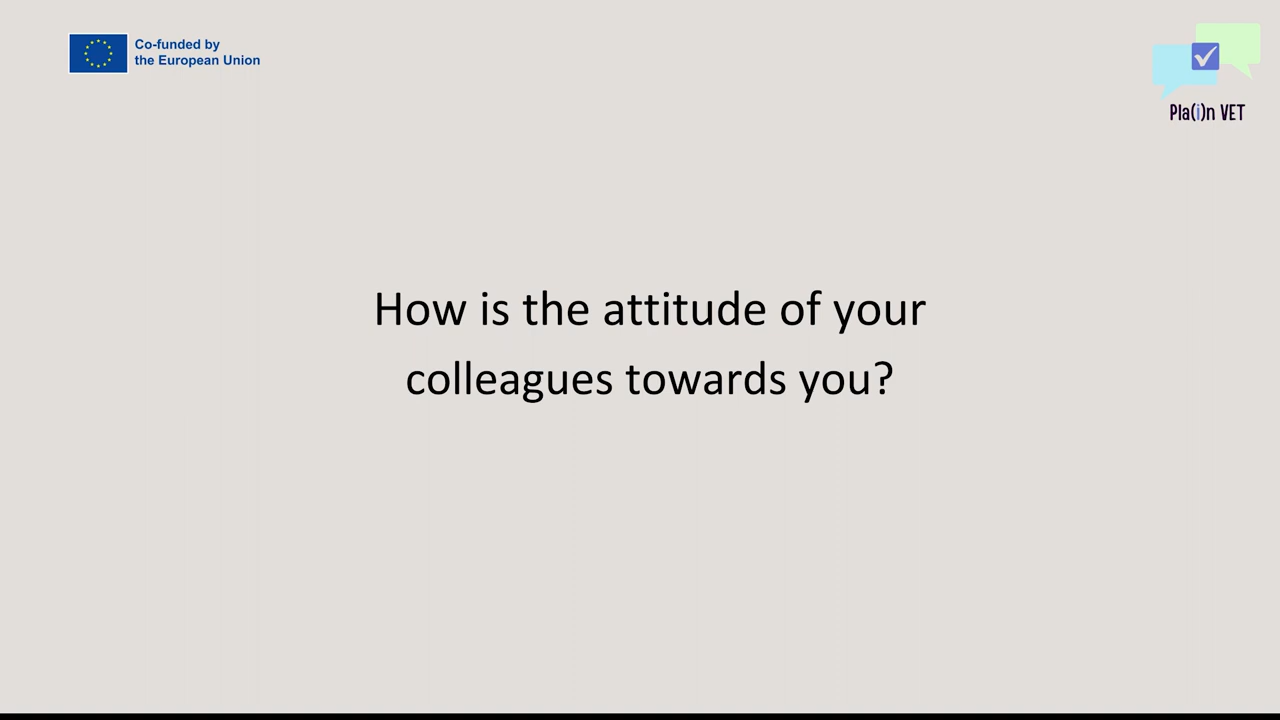 Co-funded by
the European Union
Pla(i)n VET
How is the attitude of your
colleagues towards you?